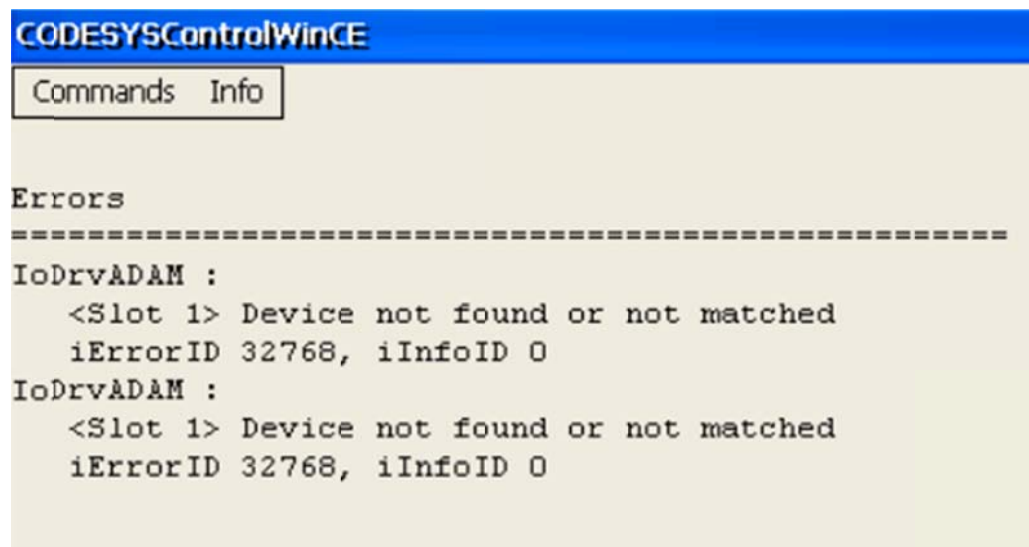 CODESYSControlWinCE
Commands Info
Errors
====================================================
IoDrvADAM :
<Slot 1> Device not found or not matched
iErrorID 32768, iInfoID 0
IoDrvADAM :
<Slot 1> Device not found or not matched
iErrorID 32768, iInfoID 0